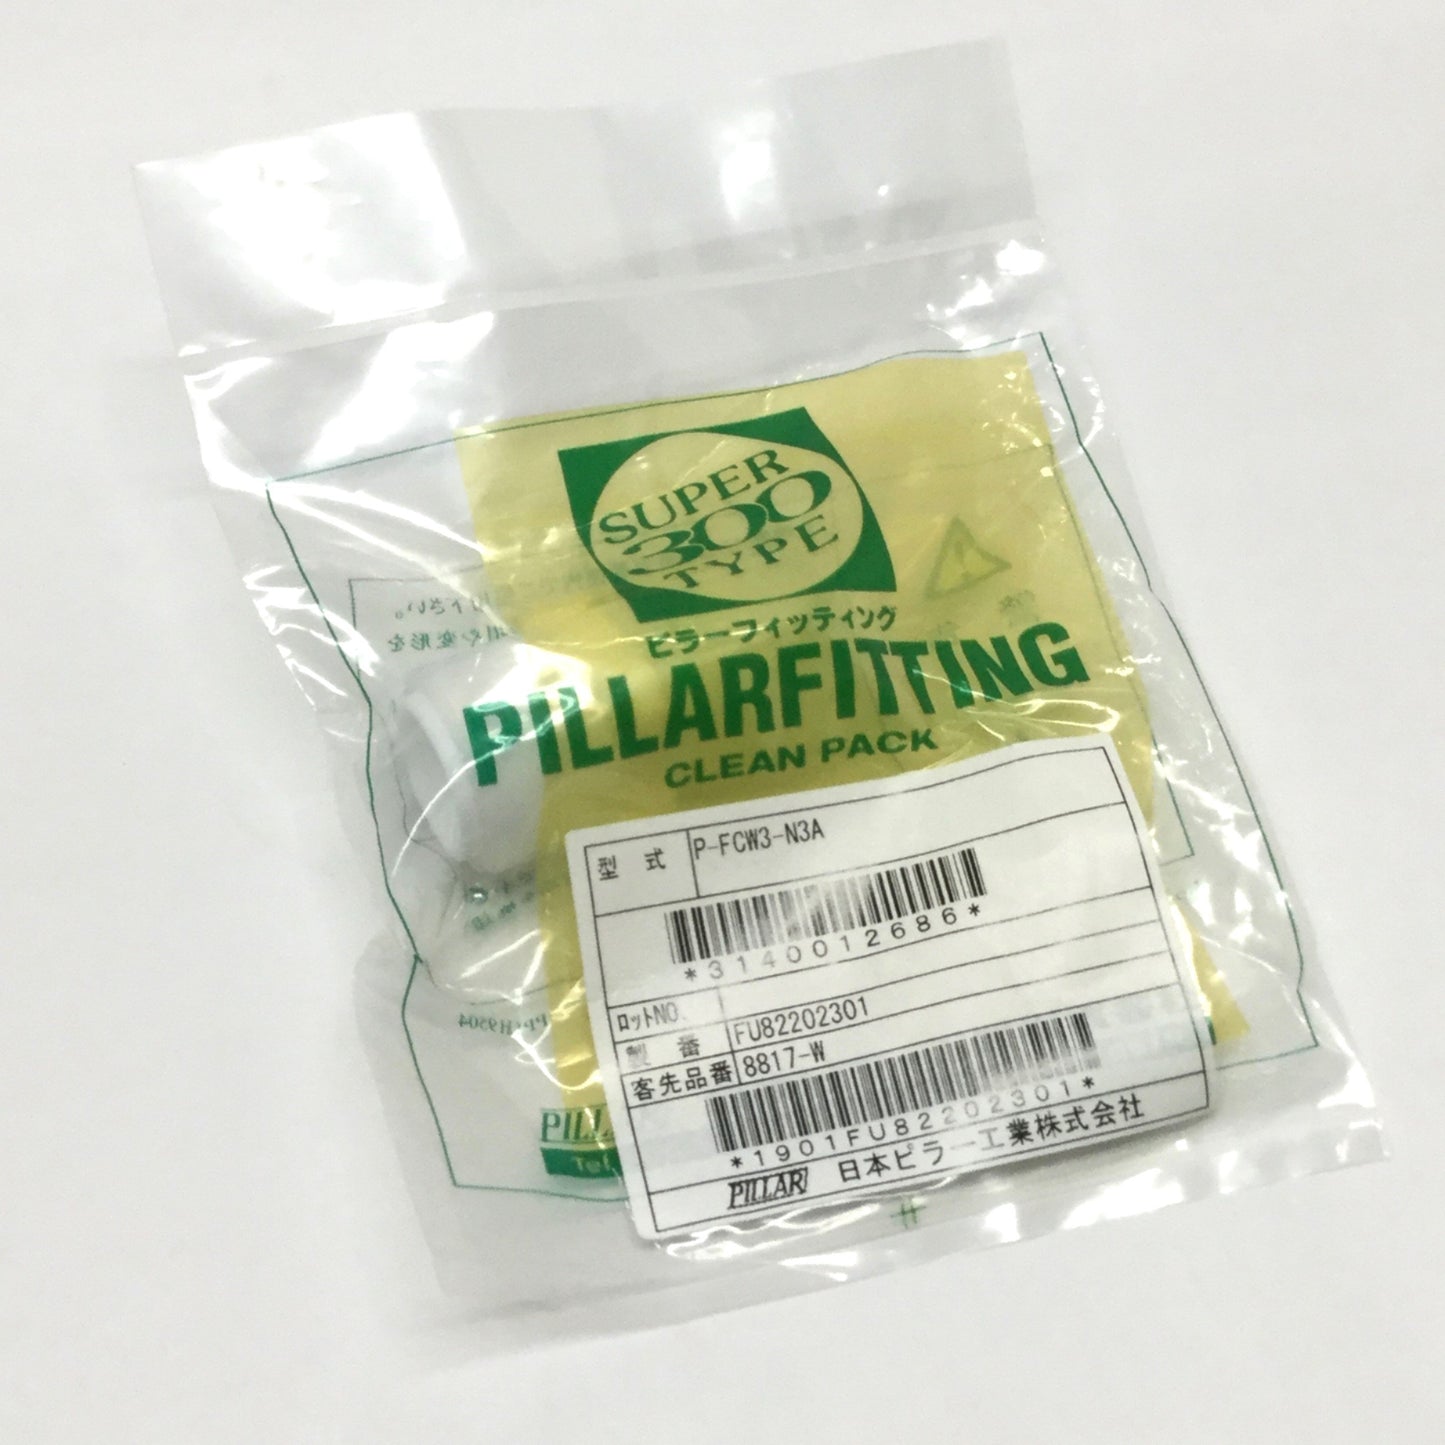 SUPER
300
TYPE
ピラーフィッティング
PILLARFITTING
CLEAN PACK
型 式 P-FCW3-N3A
*3140012686*
ロットNO.
製 番 FU82202301
客先品番 8817-W
*1901FU82202301*
PILLAR 日本ピラー工業株式会社
Tel